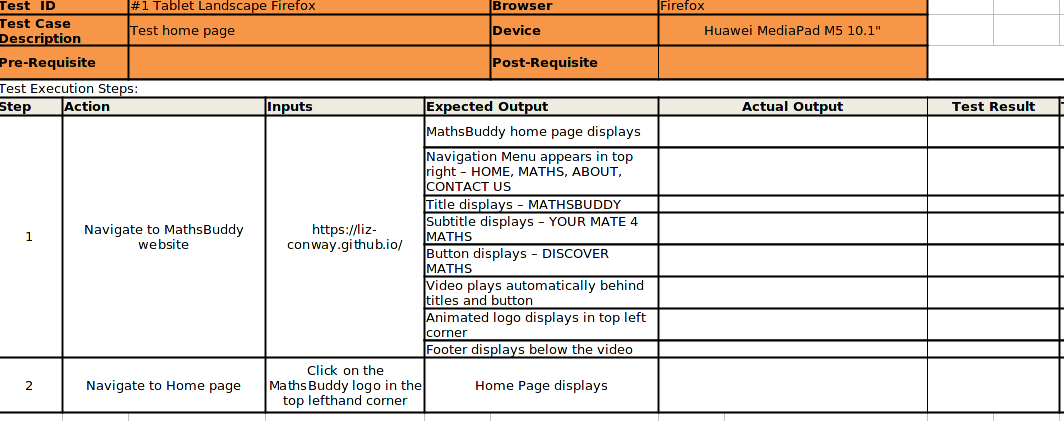 Test ID #1 Tablet Landscape Firefox Browser Firefox
Test Case Description Test home page Device Huawei MediaPad M5 10.1"
Pre-Requisite Post-Requisite
Test Execution Steps:
Step Action Inputs Expected Output Actual Output Test Result
1
Navigate to MathsBuddy
website
https://liz-
conway.github.io/
MathsBuddy home page displays
Navigation Menu appears in top
right – HOME, MATHS, ABOUT,
CONTACT US
Title displays – MATHSBUDDY
Subtitle displays – YOUR MATE 4
MATHS
Button displays – DISCOVER
MATHS
Video plays automatically behind
titles and button
Animated logo displays in top left
corner
Footer displays below the video
2
Navigate to Home page
Click on the
MathsBuddy logo in the
top lefthand corner
Home Page displays